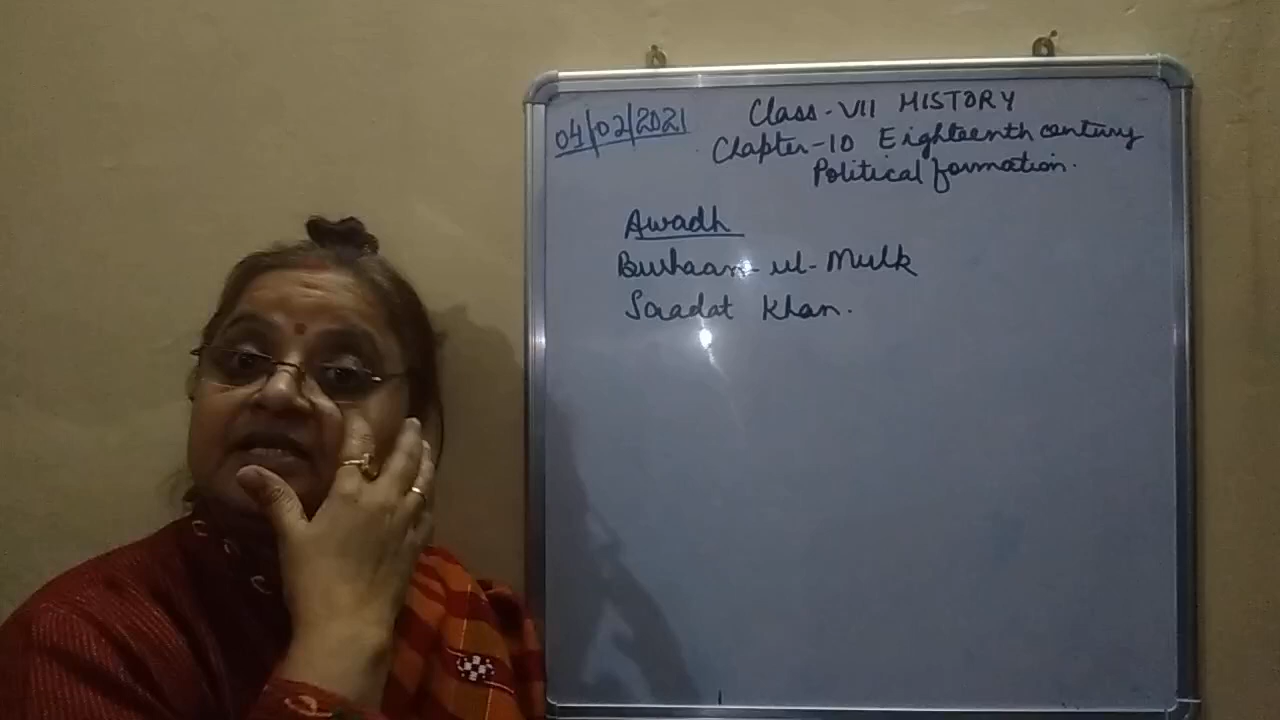 04/02/2021
Class-VII HISTORY
Chapter-10 Eighteenth century
Political formation.
Awadh
Burhaan-ul-Mulk
Saadat Khan.